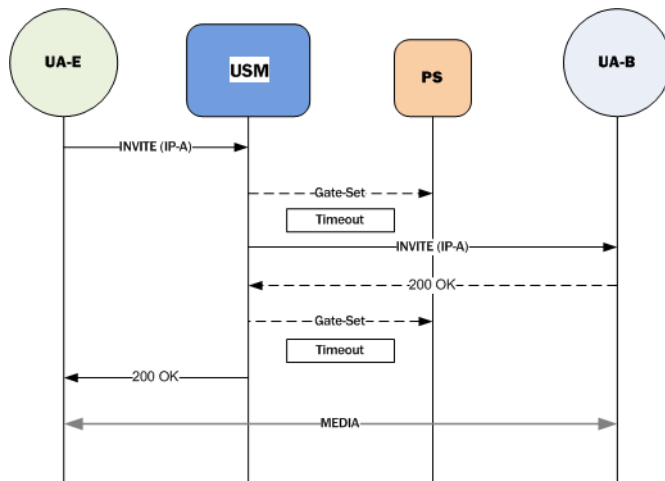 UA-E
USM
PS
UA-B
INVITE (IP-A)
Gate-Set
Timeout
INVITE (IP-A)
200 OK
Gate-Set
Timeout
200 OK
MEDIA